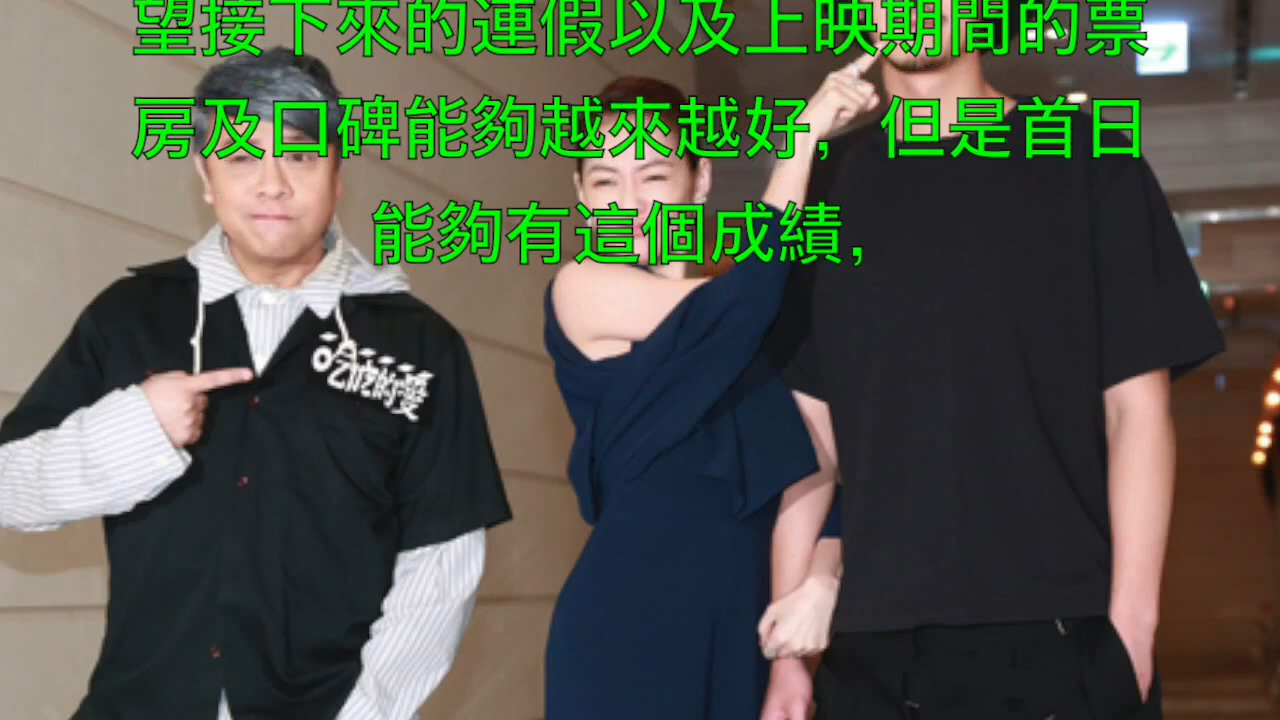 望接下來的連假以及上映期間的票
房及口碑能夠越來越好，但是首日
能夠有這個成績，
的愛